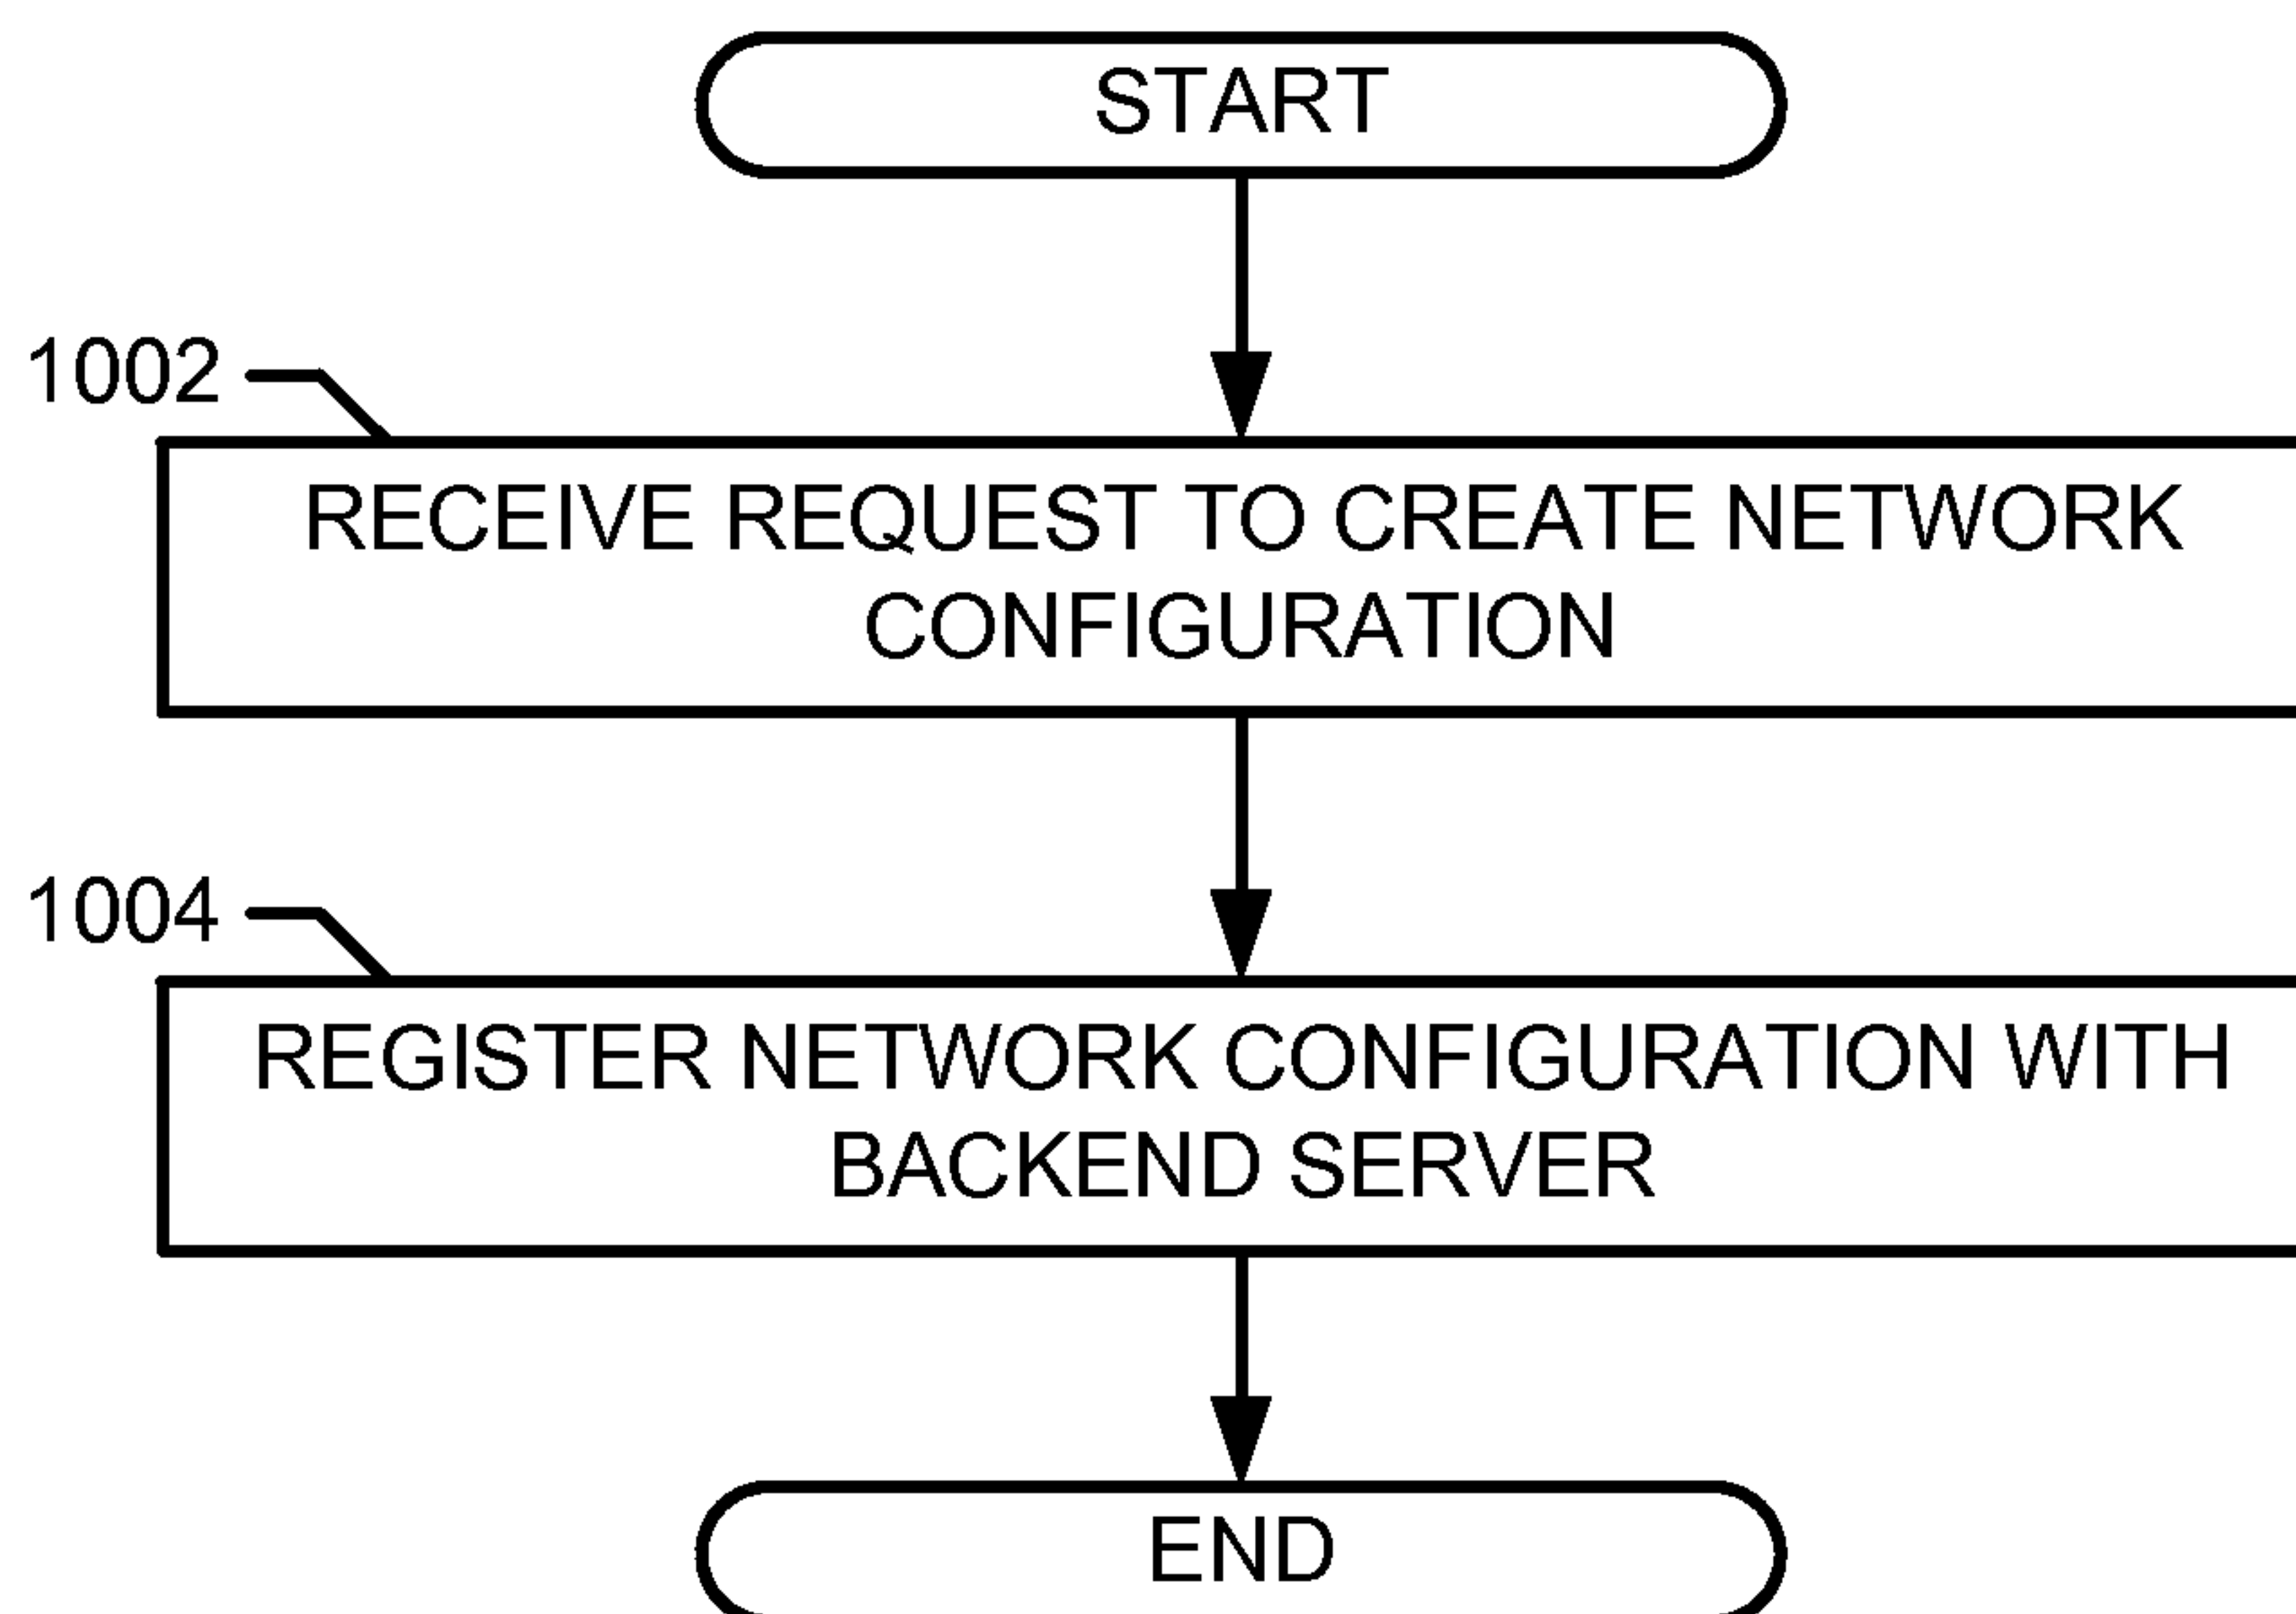 START
1002
RECEIVE REQUEST TO CREATE NETWORK
CONFIGURATION
1004
REGISTER NETWORK CONFIGURATION WITH
BACKEND SERVER
END